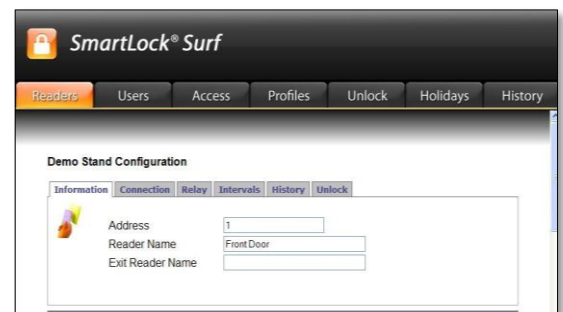 SmartLock® Surf
Readers Users Access Profiles Unlock Holidays History
Demo Stand Configuration
Information Connection Relay Intervals History Unlock
Address 1
Reader Name Front Door
Exit Reader Name